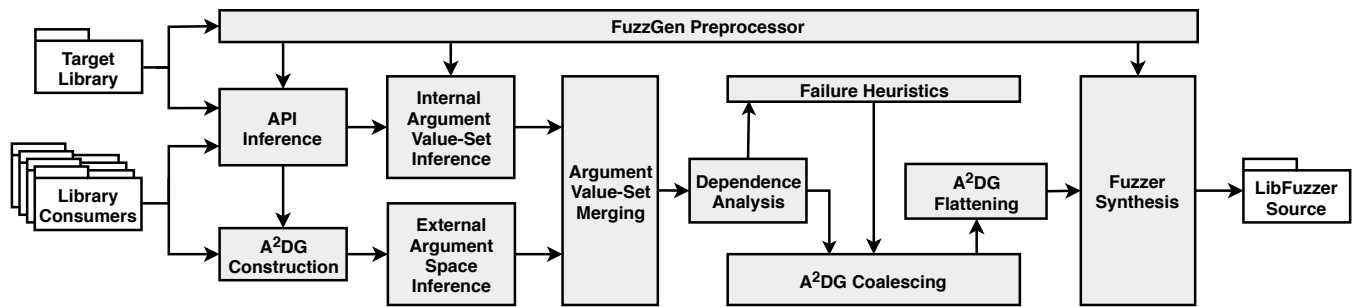 FuzzGen Preprocessor
Target
Library
Library
Consumers
API
Inference
A²DG
Construction
Internal
Argument
Value-Set
Inference
External
Argument
Space
Inference
Argument
Value-Set
Merging
Dependence
Analysis
Failure Heuristics
A²DG Coalescing
A²DG
Flattening
Fuzzer
Synthesis
LibFuzzer
Source